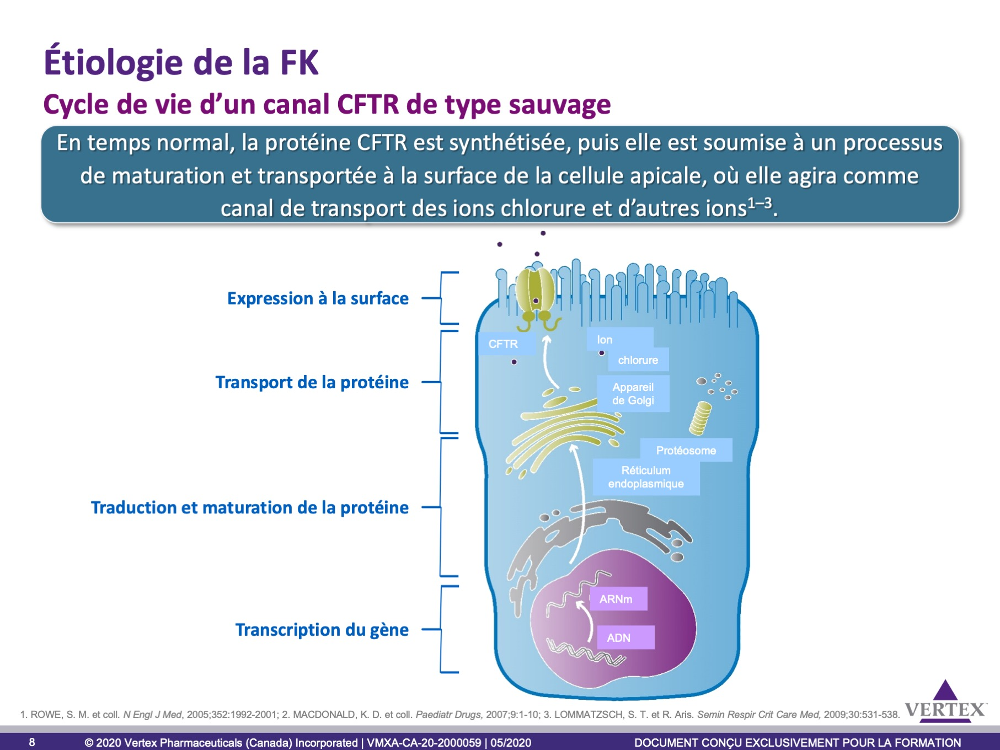 Étiologie de la FK
Cycle de vie d’un canal CFTR de type sauvage
En temps normal, la protéine CFTR est synthétisée, puis elle est soumise à un processus
de maturation et transportée à la surface de la cellule apicale, où elle agira comme
canal de transport des ions chlorure et d’autres ions¹⁻³.
Expression à la surface
CFTR
Ion
chlorure
Transport de la protéine
Appareil
de Golgi
Protéosome
Réticulum
endoplasmique
Traduction et maturation de la protéine
ARNm
ADN
Transcription du gène
1. ROWE, S. M. et coll. N Engl J Med, 2005;352:1992-2001; 2. MACDONALD, K. D. et coll. Paediatr Drugs, 2007;9:1-10; 3. LOMMATZSCH, S. T. et R. Aris. Semin Respir Crit Care Med, 2009;30:531-538.
VERTEX
8
© 2020 Vertex Pharmaceuticals (Canada) Incorporated | VMXA-CA-20-2000059 | 05/2020
DOCUMENT CONÇU EXCLUSIVEMENT POUR LA FORMATION